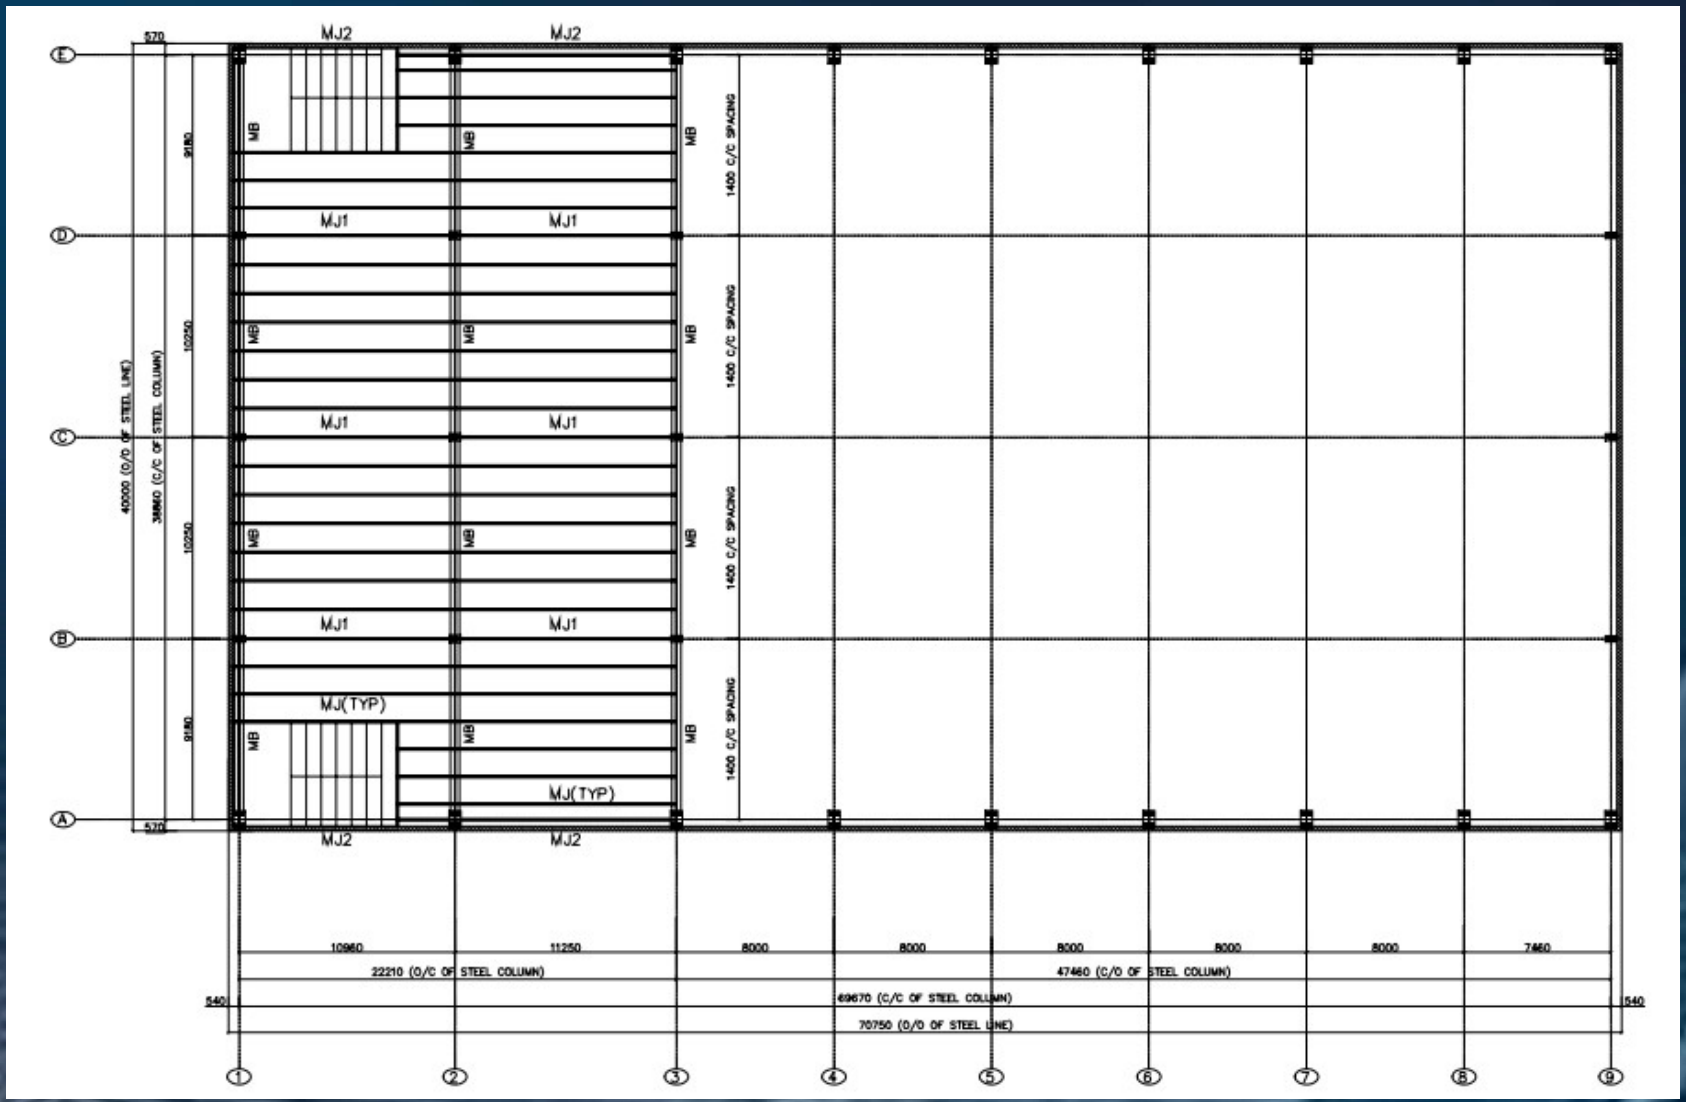 MJ2 MJ2
570
E
9180
MB MB MB
1400 C/C SPACING
MJ1 MJ1
D
10250
MB MB MB
1400 C/C SPACING
40000 (O/O OF STEEL LINE)
38860 (C/C OF STEEL COLUMN)
MJ1 MJ1
C
10250
MB MB MB
1400 C/C SPACING
MJ1 MJ1
B
9180
MJ(TYP)
MB MB MB
1400 C/C SPACING
MJ(TYP)
A
570
MJ2 MJ2
10960 11250 8000 8000 8000 8000 8000 7460
22210 (O/C OF STEEL COLUMN) 47460 (C/O OF STEEL COLUMN)
540 69670 (C/C OF STEEL COLUMN) 540
70750 (O/O OF STEEL LINE)
1 2 3 4 5 6 7 8 9